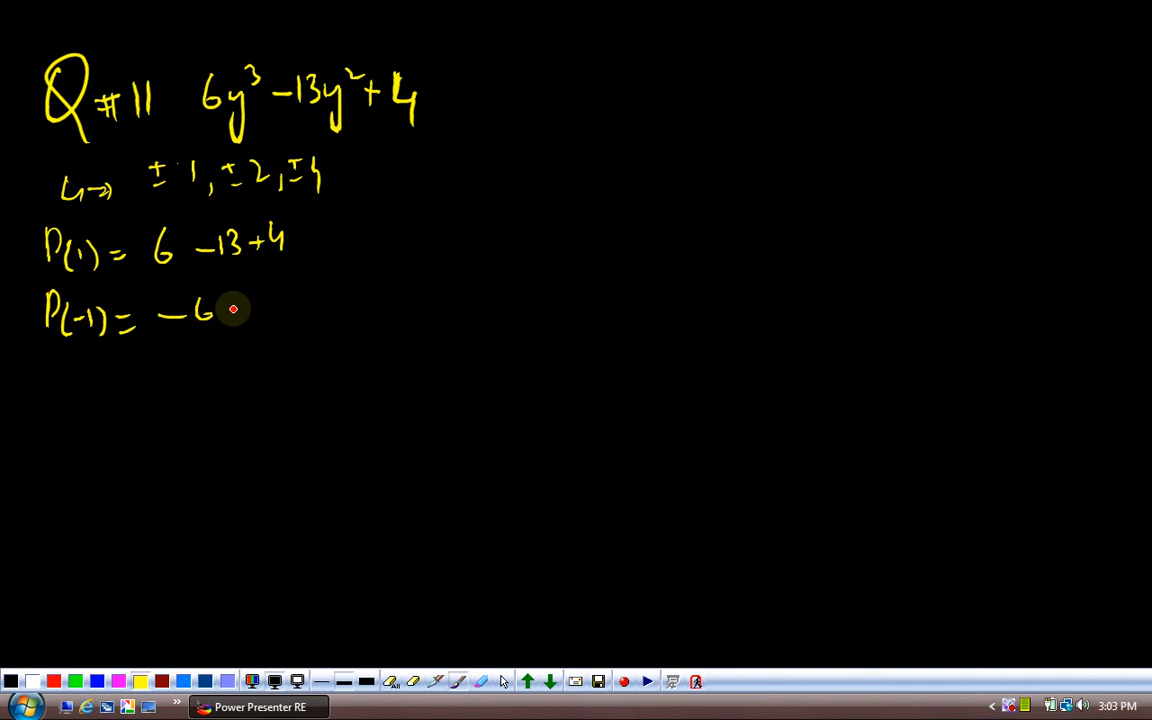 Q # 11 6y³ -13y² + 4
4→ ± 1, ± 2, ± 4
P(1) = 6 -13 +4
P(-1) = -6
Power Presenter RE
3:03 PM